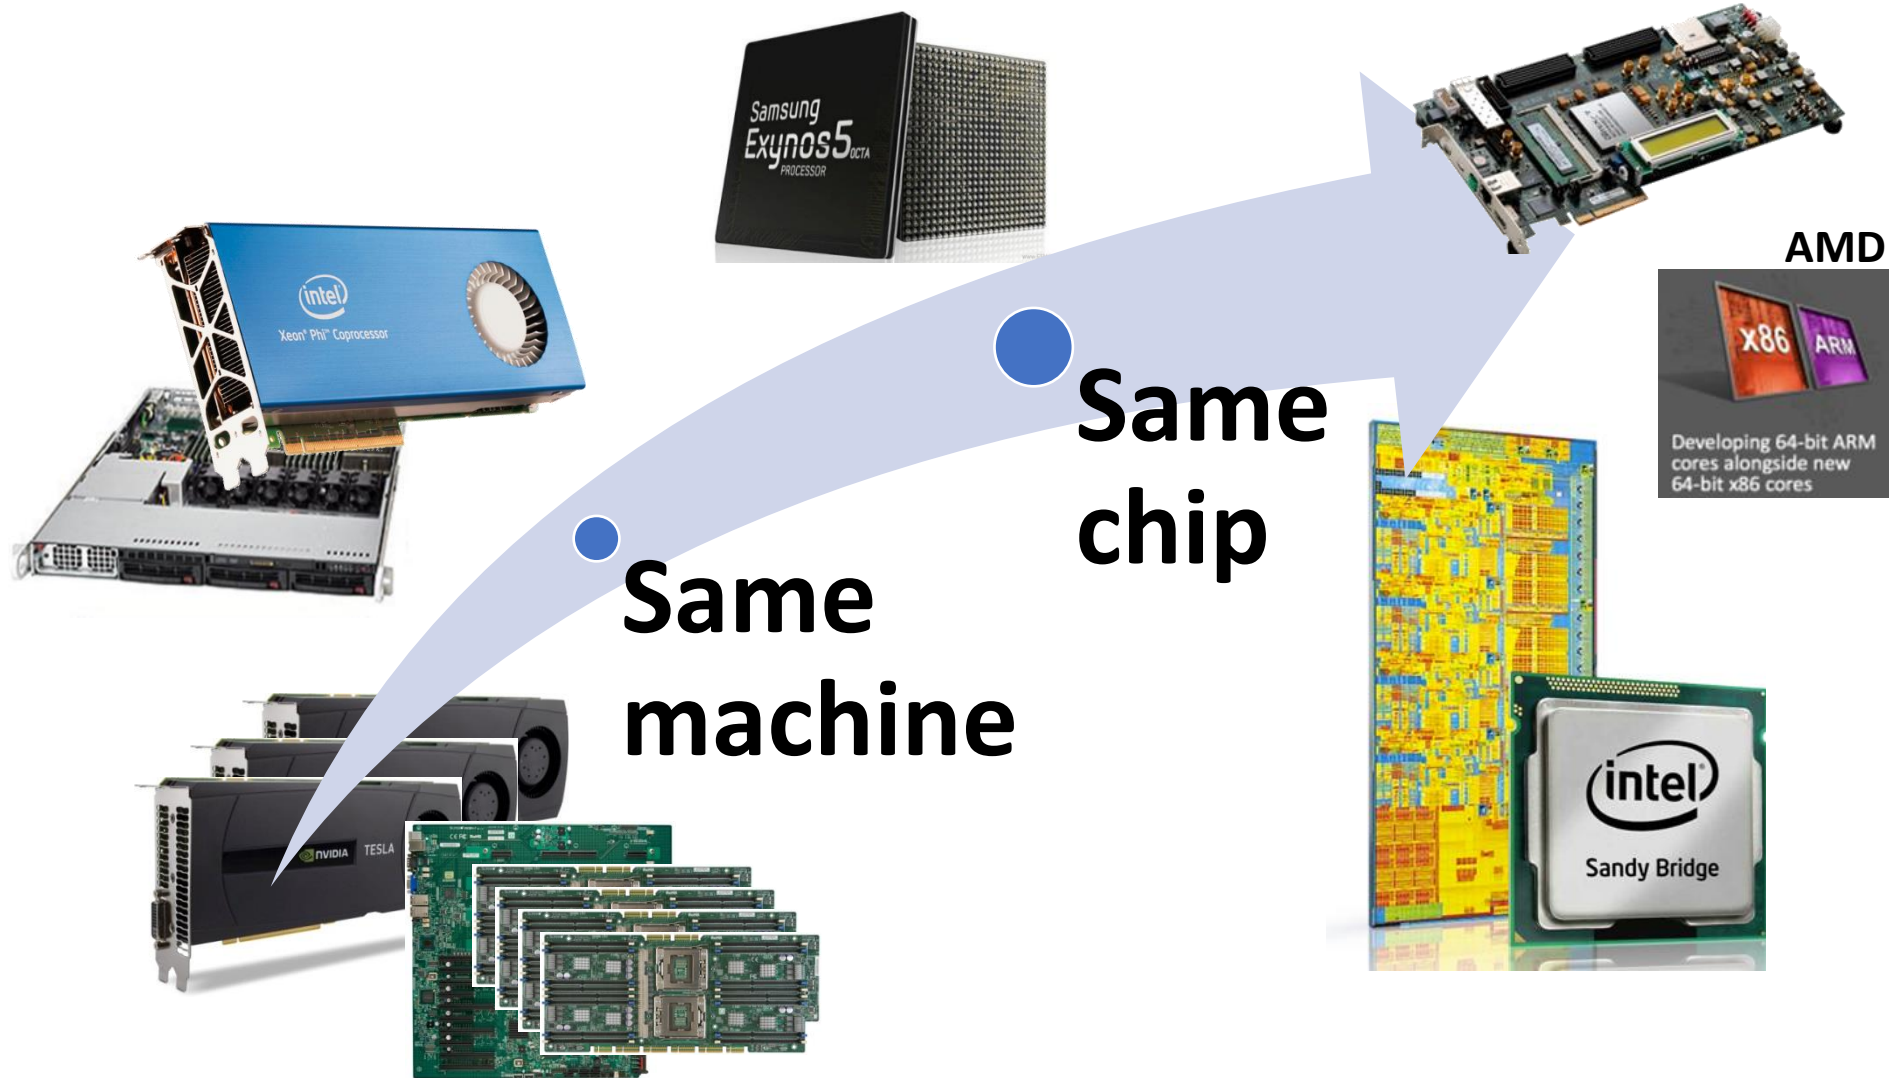 Samsung
Exynos5 OCTA
PROCESSOR
AMD
x86
ARM
Developing 64-bit ARM
cores alongside new
64-bit x86 cores
intel
Xeon® Phi™ Coprocessor
Same
chip
Same
machine
NVIDIA
TESLA
intel®
Sandy Bridge